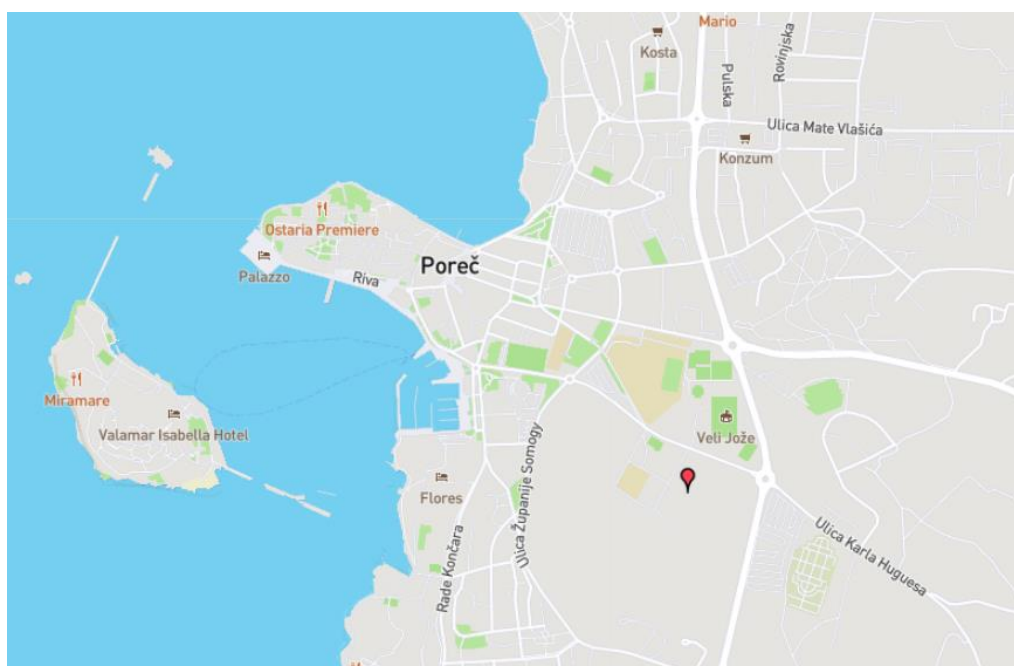 Mario
Kosta
Pulska
Rovinjska
Ulica Mate Vlašića
Konzum
Ostaria Premiere
Palazzo
Riva
Poreč
Miramare
Valamar Isabella Hotel
Veli Jože
Flores
Rade Končara
Ulica Županije Somogy
Ulica Karla Huguesa